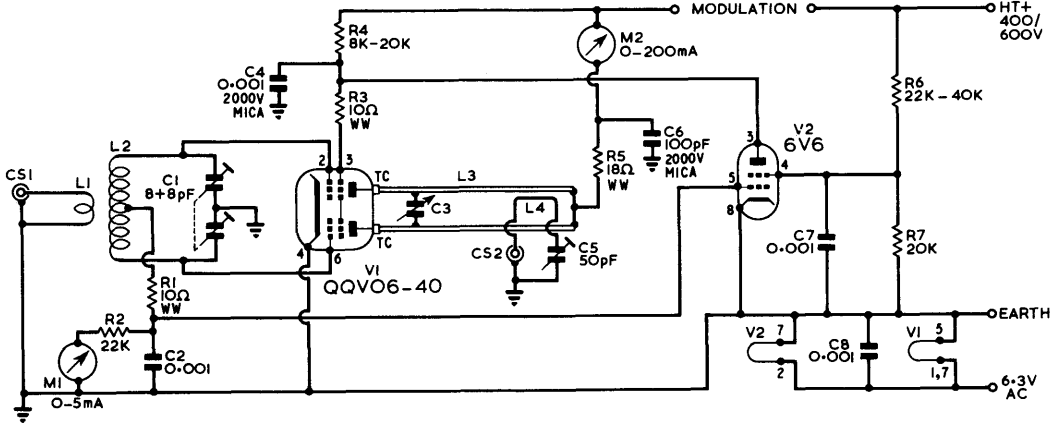 MODULATION
HT+
400/
600V
R4
8K-20K
M2
0-200mA
C4
0·001
2000V
MICA
R3
10Ω
WW
R6
22K-40K
C6
100pF
2000V
MICA
V2
6V6
3
4
5
8
L2
CS1
L1
C1
8+8pF
2
3
TC
L3
R5
18Ω
WW
C3
L4
TC
4
6
CS2
C5
50pF
V1
QQVO6-40
C7
0·001
R7
20K
R1
10Ω
WW
R2
22K
C2
0·001
M1
0-5mA
EARTH
V2
7
2
C8
0·001
V1
5
1,7
6·3V
AC